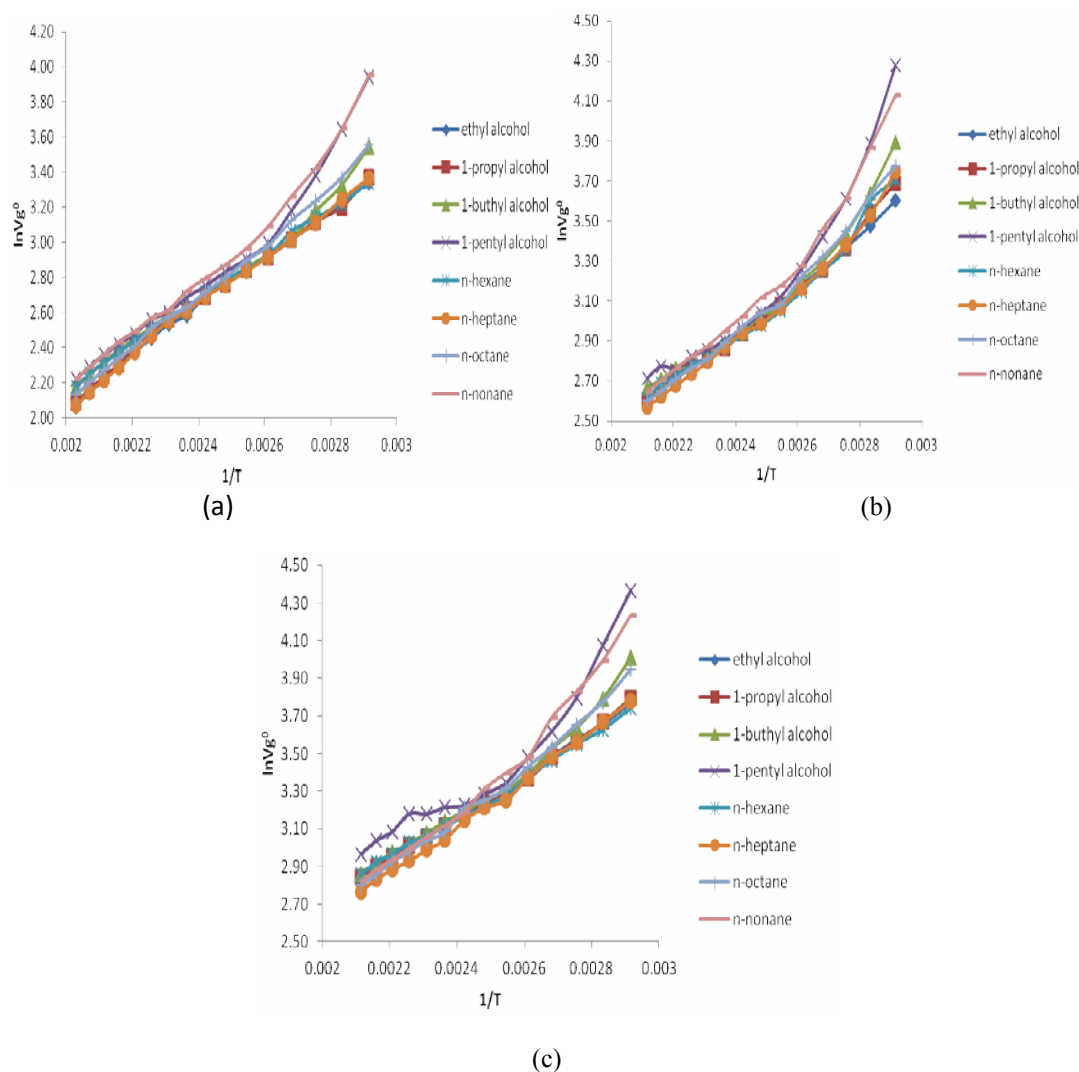 4.20
4.00
3.80
3.60
3.40
3.20
3.00
2.80
2.60
2.40
2.20
2.00
lnVg⁰
0.002 0.0022 0.0024 0.0026 0.0028 0.003
1/T
ethyl alcohol
1-propyl alcohol
1-buthyl alcohol
1-pentyl alcohol
n-hexane
n-heptane
n-octane
n-nonane
(a)
4.50
4.30
4.10
3.90
3.70
3.50
3.30
3.10
2.90
2.70
2.50
lnVg⁰
0.002 0.0022 0.0024 0.0026 0.0028 0.003
1/T
ethyl alcohol
1-propyl alcohol
1-buthyl alcohol
1-pentyl alcohol
n-hexane
n-heptane
n-octane
n-nonane
(b)
4.50
4.30
4.10
3.90
3.70
3.50
3.30
3.10
2.90
2.70
2.50
lnVg⁰
0.002 0.0022 0.0024 0.0026 0.0028 0.003
1/T
ethyl alcohol
1-propyl alcohol
1-buthyl alcohol
1-pentyl alcohol
n-hexane
n-heptane
n-octane
n-nonane
(c)